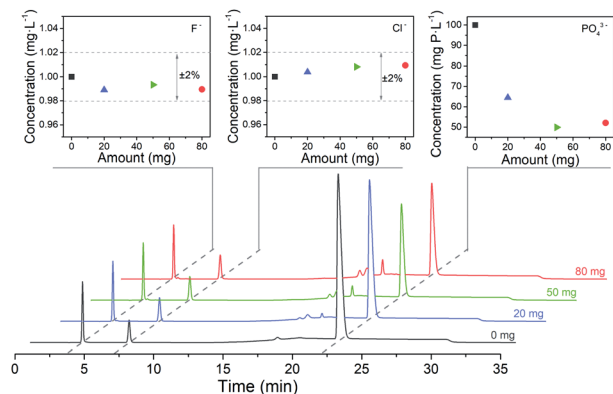 F⁻
Concentration (mg·L⁻¹)
1.04
1.02
1.00
0.98
0.96
±2%
0 20 40 60 80
Amount (mg)
Cl⁻
Concentration (mg·L⁻¹)
1.04
1.02
1.00
0.98
0.96
±2%
0 20 40 60 80
Amount (mg)
PO₄³⁻
Concentration (mg P·L⁻¹)
100
90
80
70
60
50
0 20 40 60 80
Amount (mg)
80 mg
50 mg
20 mg
0 mg
0 5 10 15 20 25 30 35
Time (min)